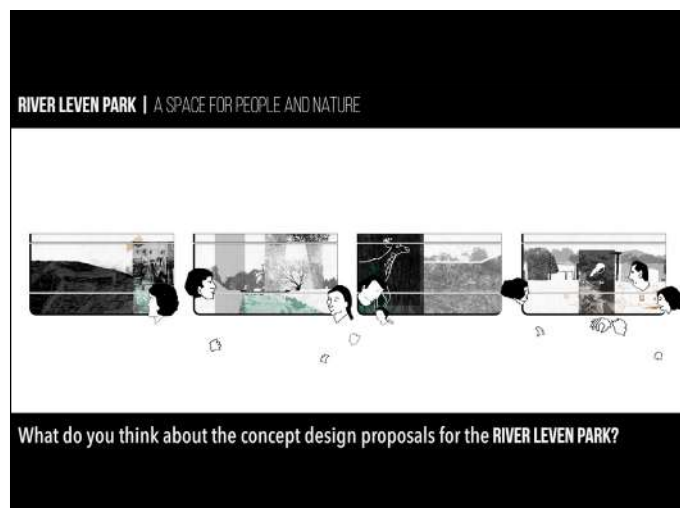 RIVER LEVEN PARK | A SPACE FOR PEOPLE AND NATURE
What do you think about the concept design proposals for the RIVER LEVEN PARK?